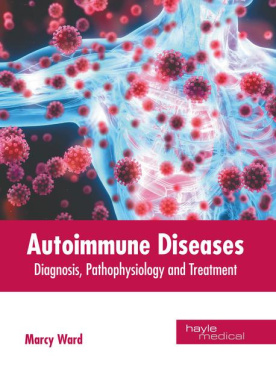 Autoimmune Diseases
Diagnosis, Pathophysiology and Treatment
Marcy Ward
hayle
medical